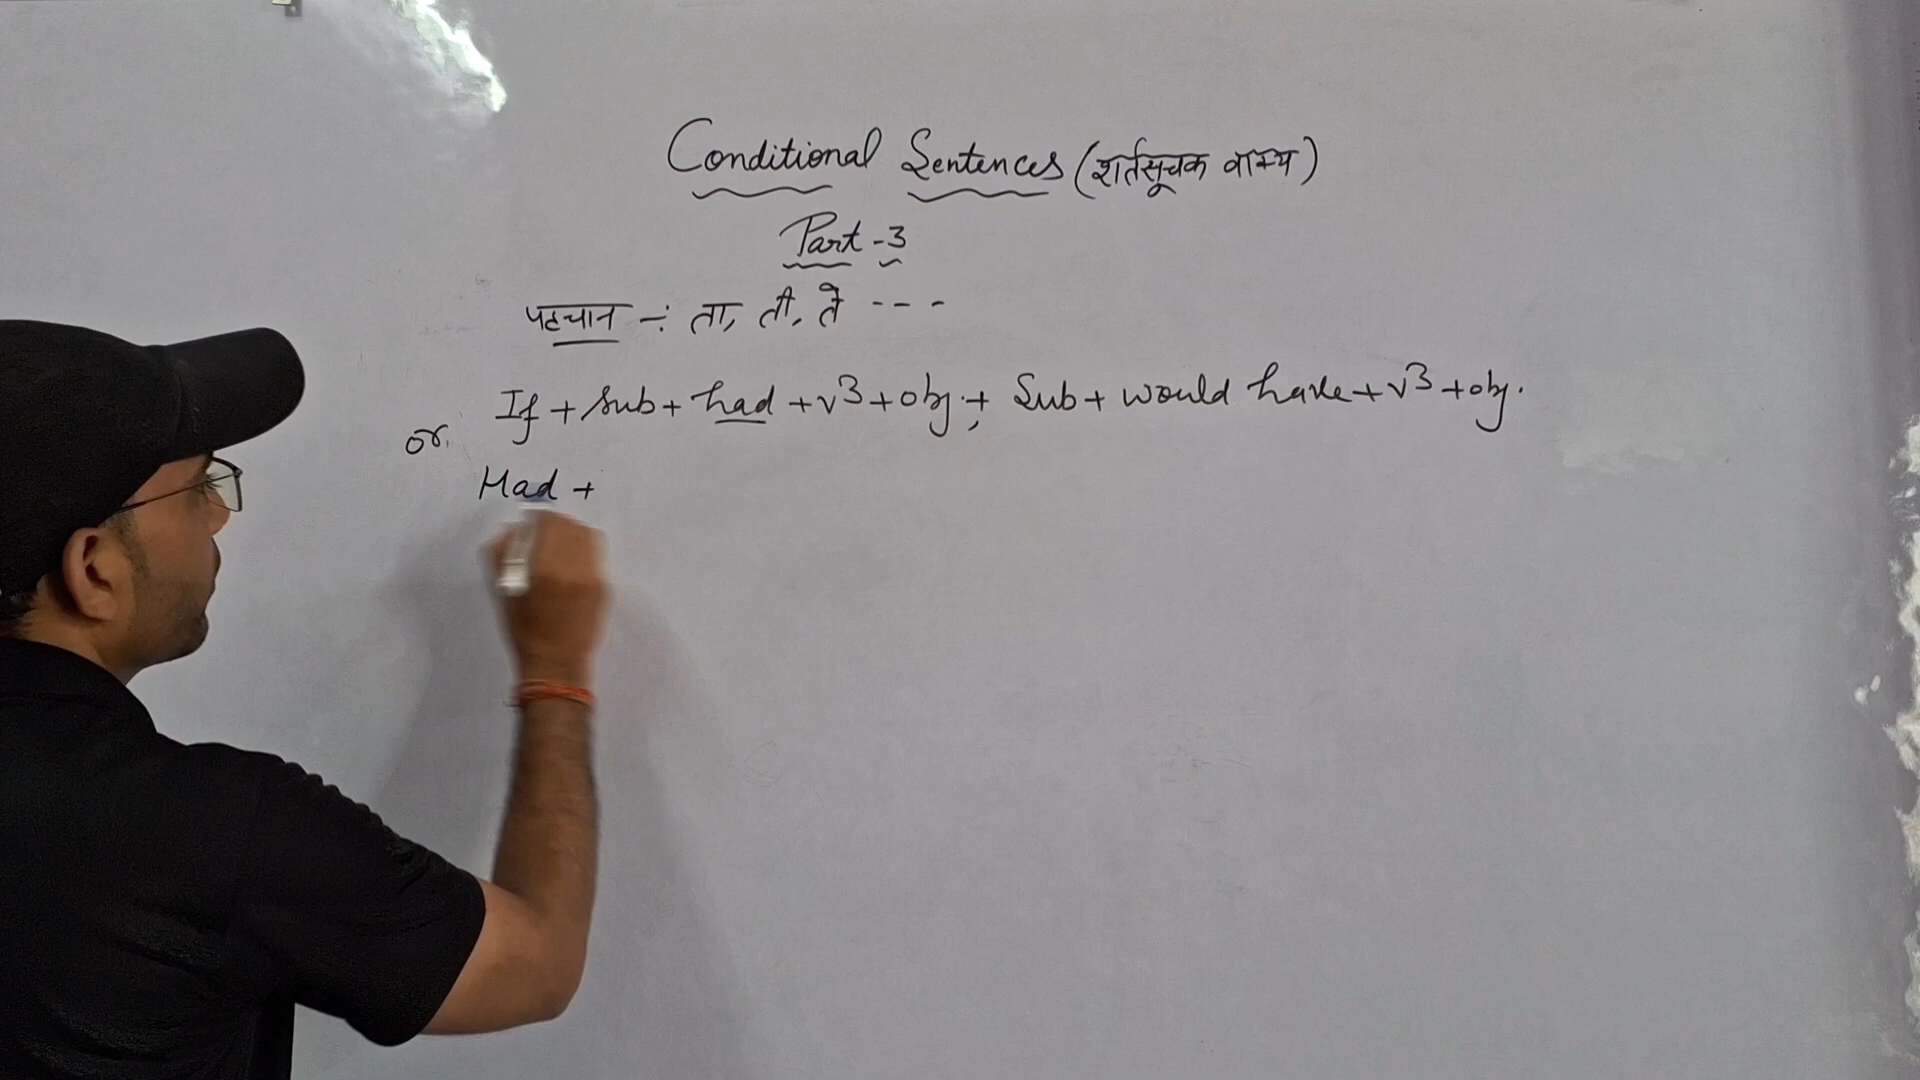 Conditional Sentences (शर्तसूचक वाक्य)
Part - 3
पहचान -: ता, ती, ते ---
If + sub + had + v3 + obj. + , Sub + would have + v3 + obj.
or.
Had +